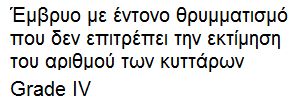 Έμβρυο με έντονο θρυμματισμό
που δεν επιτρέπει την εκτίμηση
του αριθμού των κυττάρων
Grade IV